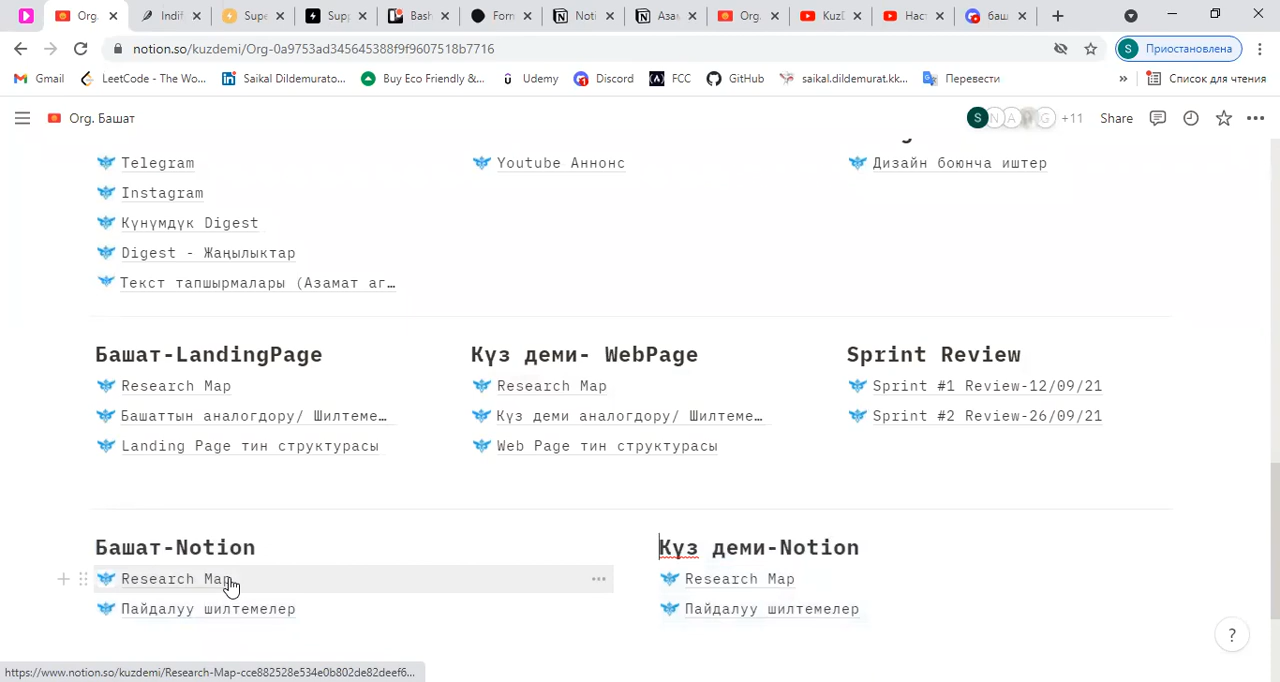 Org.
Indif
Supe
Supp
Bash
Forn
Noti
Азам
Org.
KuzD
Наст
баш
notion.so/kuzdemi/Org-0a9753ad345645388f9f9607518b7716
S
Приостановлена
Gmail
LeetCode - The Wo...
Saikal Dildemurato...
Buy Eco Friendly &...
Udemy
Discord
FCC
GitHub
saikal.dildemurat.kk...
Перевести
»
Список для чтения
Org. Башат
S N A G +11
Share
Telegram
Youtube Аннонс
Дизайн боюнча иштер
Instagram
Күнүмдүк Digest
Digest - Жаңылыктар
Текст тапшырмалары (Азамат аг…
Башат-LandingPage
Күз деми- WebPage
Sprint Review
Research Map
Research Map
Sprint #1 Review-12/09/21
Башаттын аналогдору/ Шилтеме…
Күз деми аналогдору/ Шилтеме…
Sprint #2 Review-26/09/21
Landing Page тин структурасы
Web Page тин структурасы
Башат-Notion
Күз деми-Notion
Research Map
Research Map
Пайдалуу шилтемелер
Пайдалуу шилтемелер
?
https://www.notion.so/kuzdemi/Research-Map-cce882528e534e0b802de82deef6...